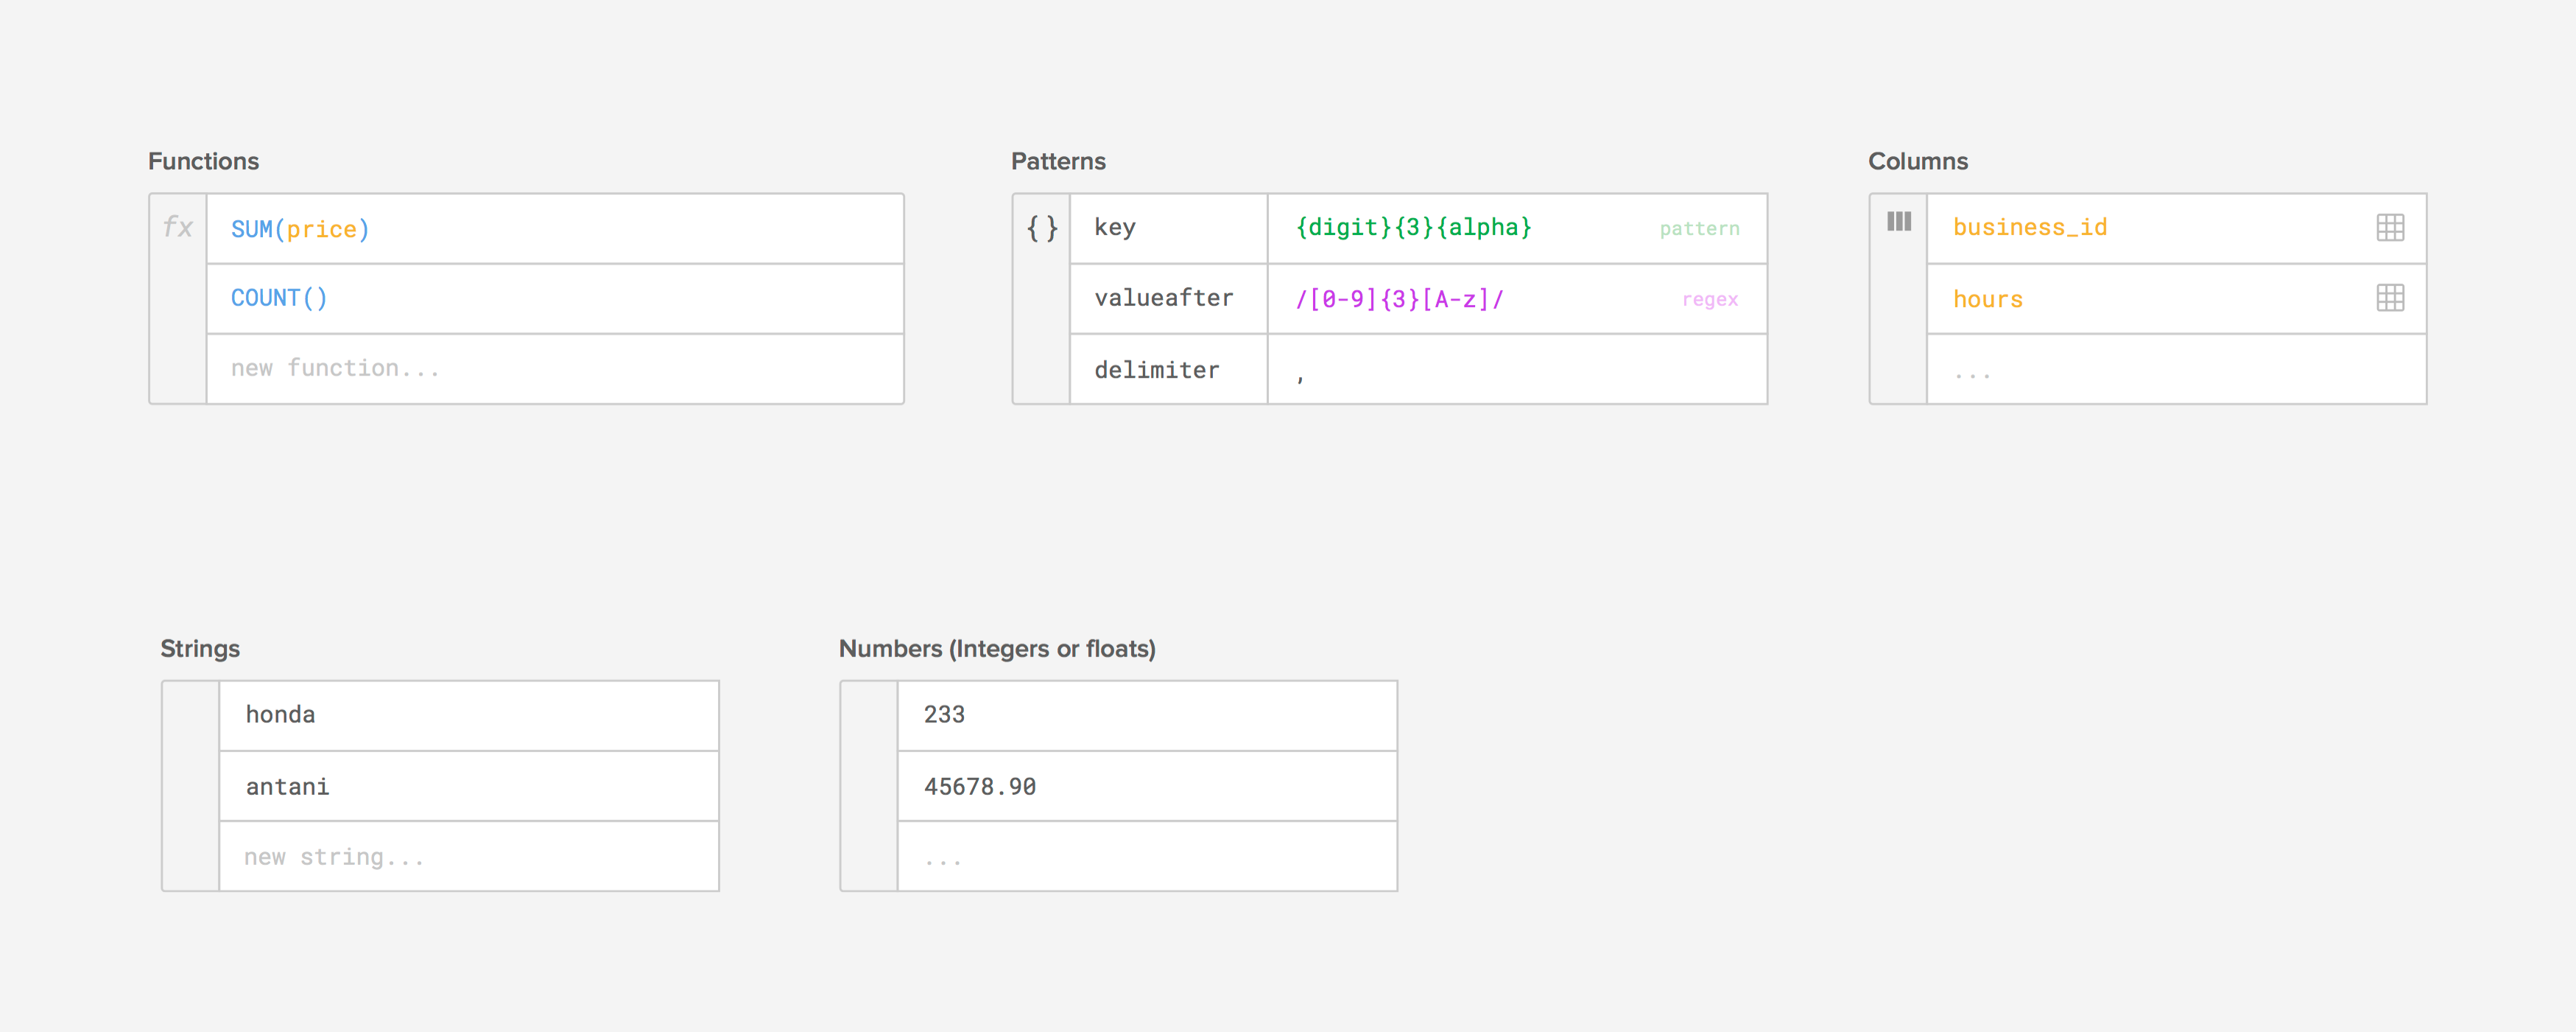 Functions
fx
SUM(price)
COUNT()
new function...
Patterns
{}
key {digit}{3}{alpha} pattern
valueafter /[0-9]{3}[A-z]/ regex
delimiter ,
Columns
business_id
hours
...
Strings
honda
antani
new string...
Numbers (Integers or floats)
233
45678.90
...